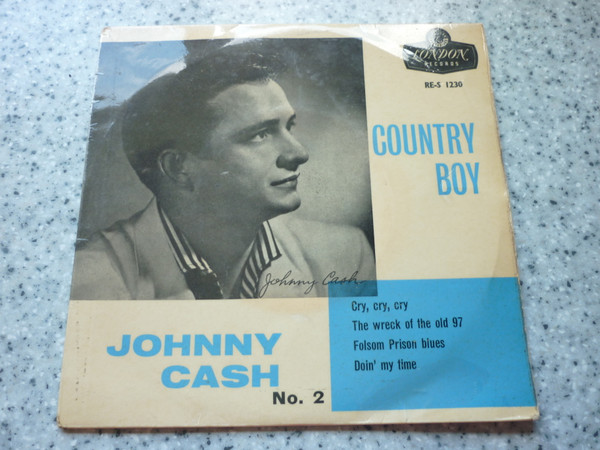 LONDON
RECORDS
RE-S 1230
COUNTRY
BOY
Johnny Cash
Cry, cry, cry
The wreck of the old 97
Folsom Prison blues
Doin' my time
JOHNNY
CASH
No. 2